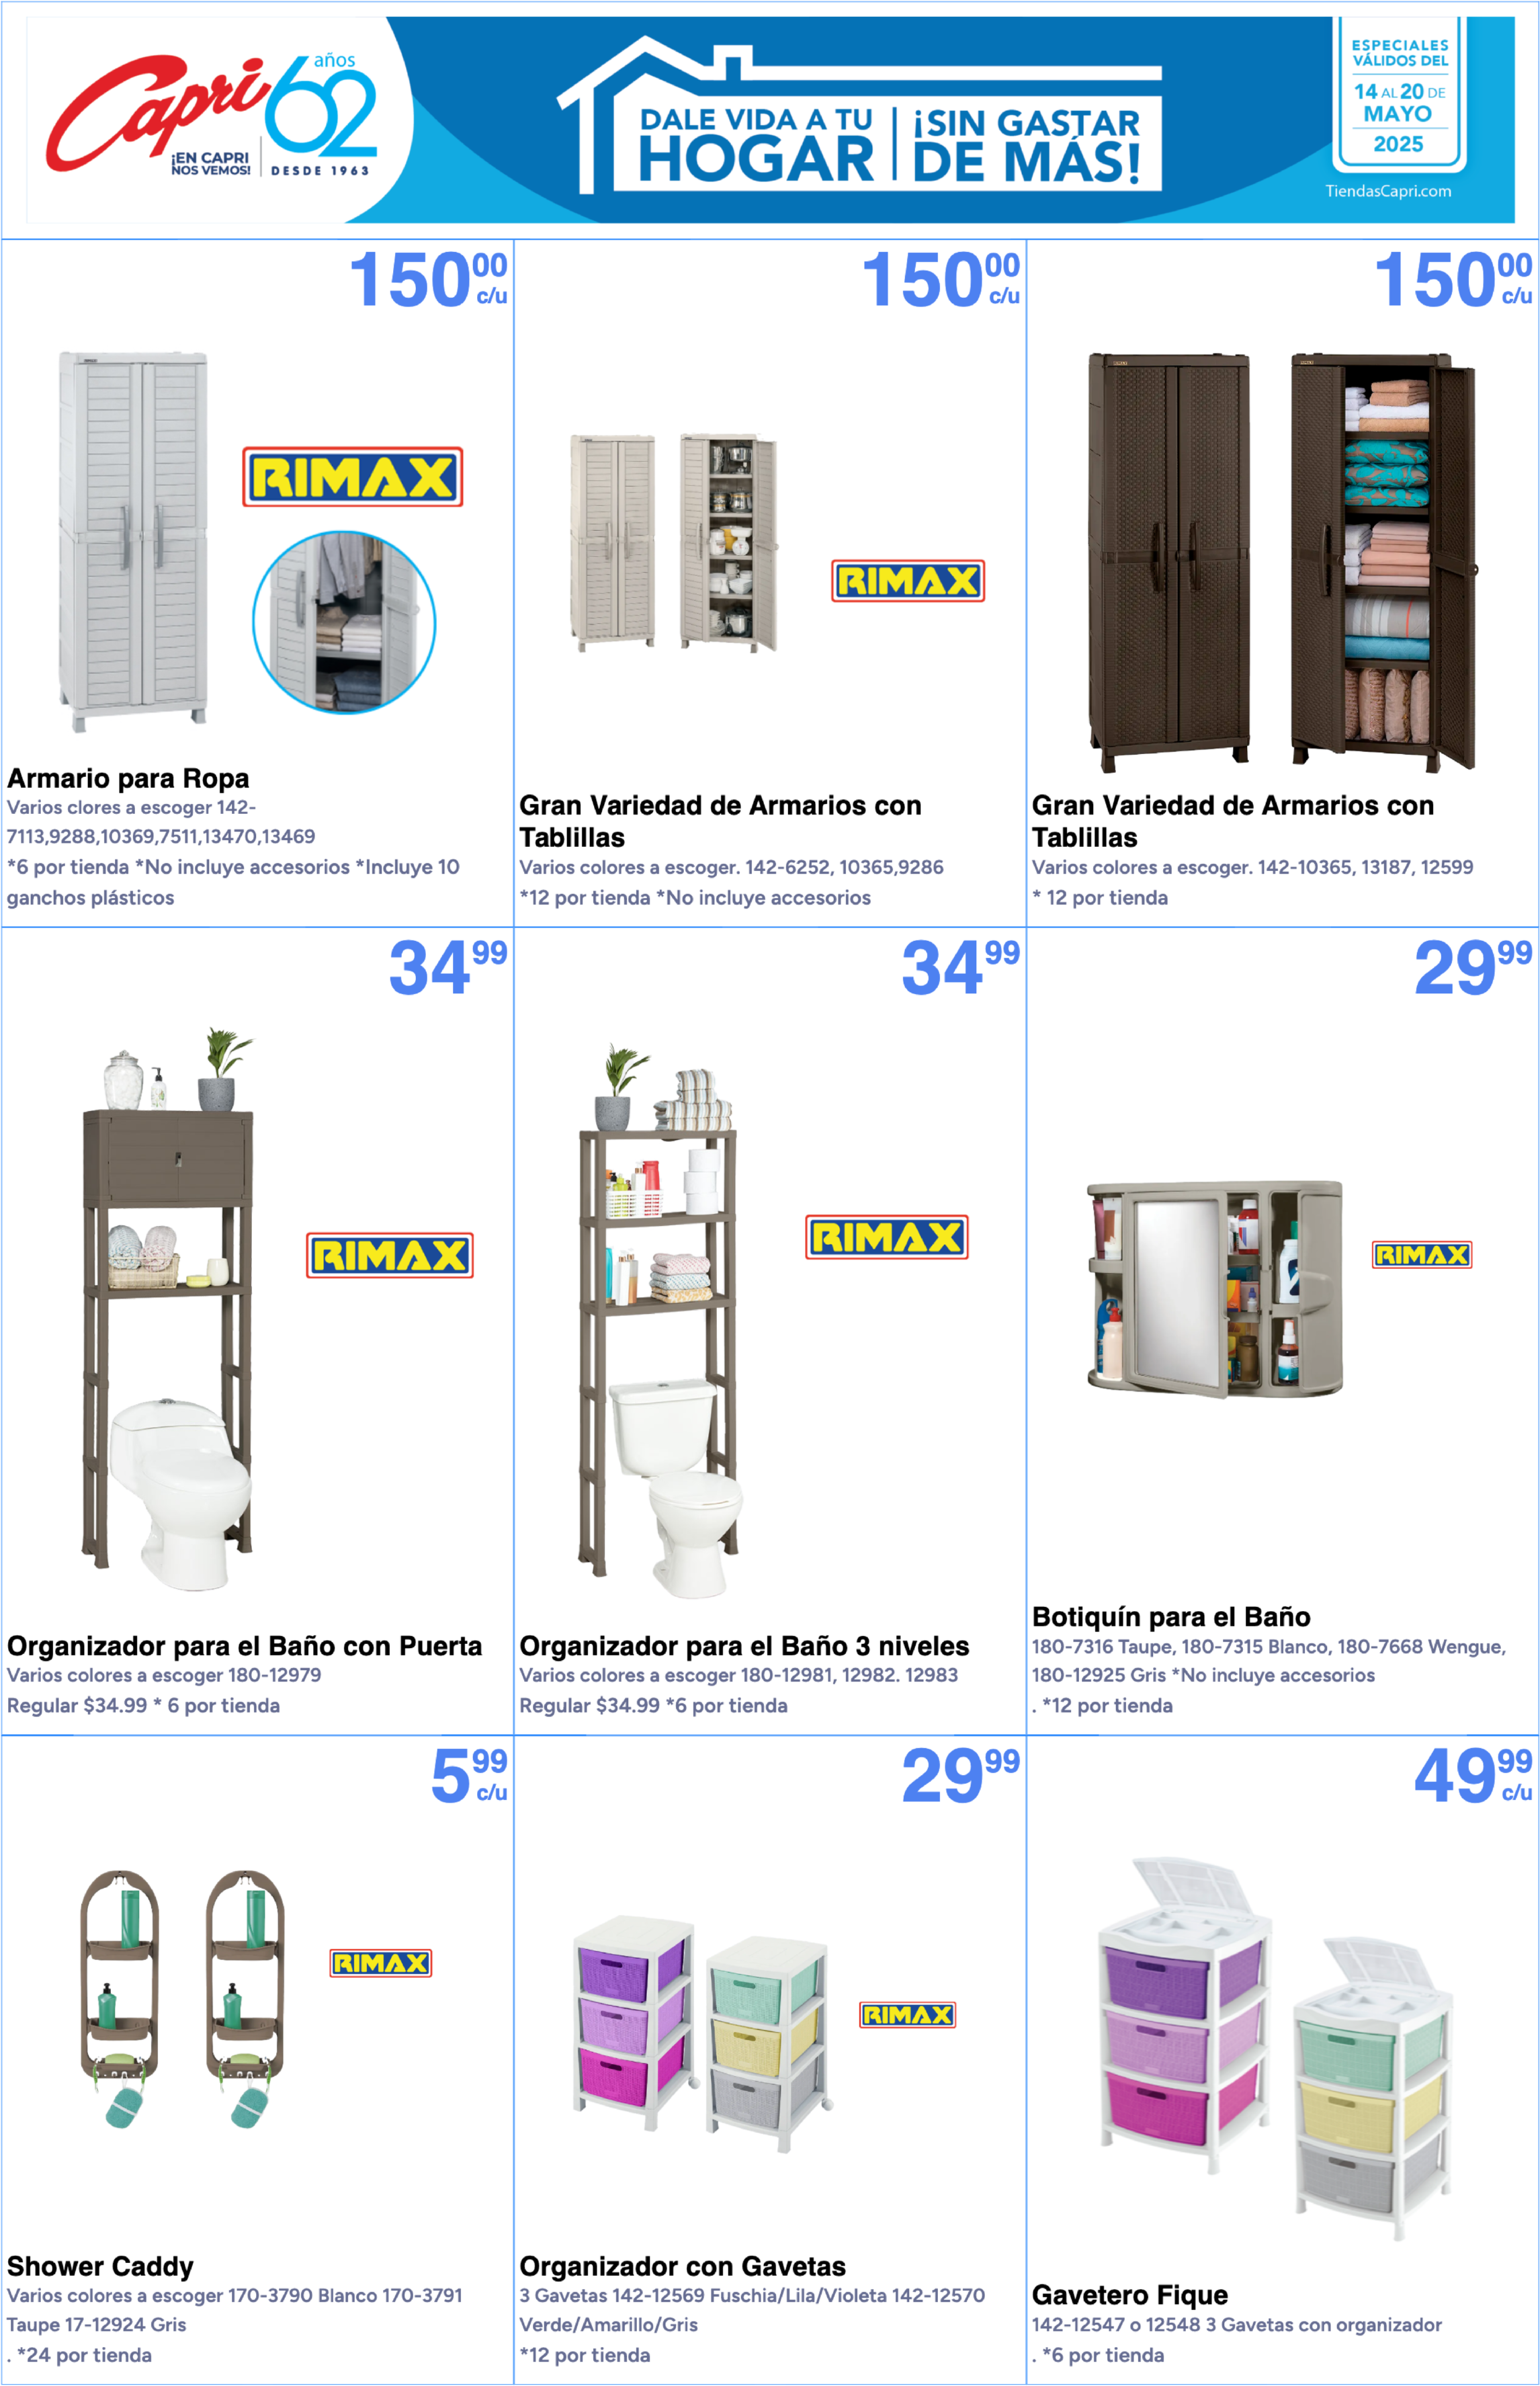 Capri
años
62
¡EN CAPRI
NOS VEMOS!
DESDE 1963
DALE VIDA A TU
HOGAR
¡SIN GASTAR
DE MÁS!
ESPECIALES
VÁLIDOS DEL
14 AL 20 DE
MAYO
2025
TiendasCapri.com
150 00
c/u
RIMAX
Armario para Ropa
Varios clores a escoger 142-
7113,9288,10369,7511,13470,13469
*6 por tienda *No incluye accesorios *Incluye 10
ganchos plásticos
150 00
c/u
RIMAX
Gran Variedad de Armarios con
Tablillas
Varios colores a escoger. 142-6252, 10365,9286
*12 por tienda *No incluye accesorios
150 00
c/u
Gran Variedad de Armarios con
Tablillas
Varios colores a escoger. 142-10365, 13187, 12599
* 12 por tienda
34 99
RIMAX
Organizador para el Baño con Puerta
Varios colores a escoger 180-12979
Regular $34.99 * 6 por tienda
34 99
RIMAX
Organizador para el Baño 3 niveles
Varios colores a escoger 180-12981, 12982. 12983
Regular $34.99 *6 por tienda
29 99
RIMAX
Botiquín para el Baño
180-7316 Taupe, 180-7315 Blanco, 180-7668 Wengue,
180-12925 Gris *No incluye accesorios
. *12 por tienda
5 99
c/u
RIMAX
Shower Caddy
Varios colores a escoger 170-3790 Blanco 170-3791
Taupe 17-12924 Gris
. *24 por tienda
29 99
RIMAX
Organizador con Gavetas
3 Gavetas 142-12569 Fuschia/Lila/Violeta 142-12570
Verde/Amarillo/Gris
*12 por tienda
49 99
c/u
Gavetero Fique
142-12547 o 12548 3 Gavetas con organizador
. *6 por tienda